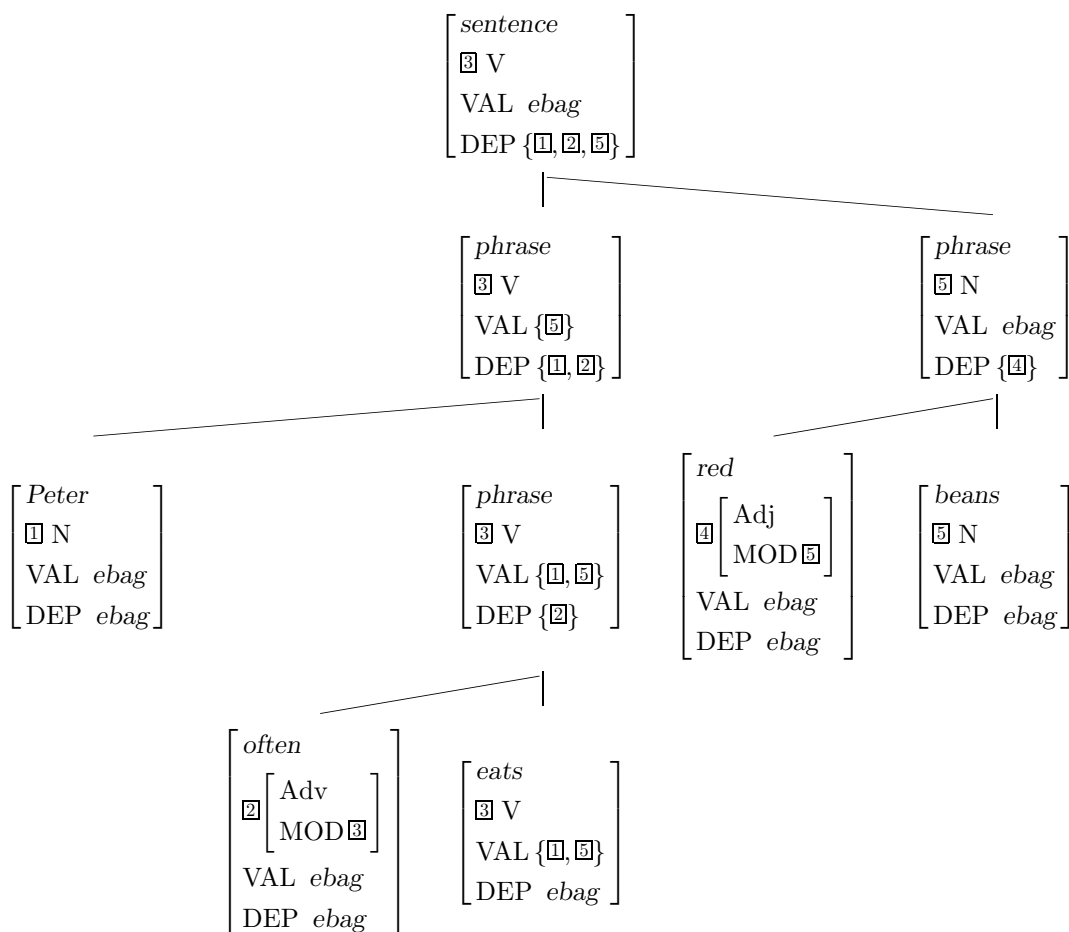 sentence
3 V
VAL ebag
DEP {1, 2, 5}
phrase
3 V
VAL {5}
DEP {1, 2}
phrase
5 N
VAL ebag
DEP {4}
Peter
1 N
VAL ebag
DEP ebag
phrase
3 V
VAL {1, 5}
DEP {2}
red
4 Adj
MOD 5
VAL ebag
DEP ebag
beans
5 N
VAL ebag
DEP ebag
often
2 Adv
MOD 3
VAL ebag
DEP ebag
eats
3 V
VAL {1, 5}
DEP ebag